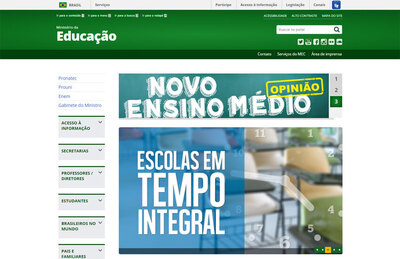 BRASIL
Serviços
Participe
Acesso à informação
Legislação
Canais
Ir para o conteúdo 1
Ir para o menu 2
Ir para a busca 3
Ir para o rodapé 4
ACESSIBILIDADE
ALTO CONTRASTE
MAPA DO SITE
Ministério da
Educação
Buscar no portal
Contato
Serviços do MEC
Área de imprensa
Pronatec
Prouni
Enem
Gabinete do Ministro
NOVO
ENSINO MÉDIO
OPINIÃO
1
2
3
ACESSO À
INFORMAÇÃO
SECRETARIAS
PROFESSORES /
DIRETORES
ESTUDANTES
BRASILEIROS NO
MUNDO
PAIS E
FAMILIARES
ESCOLAS EM
TEMPO
INTEGRAL